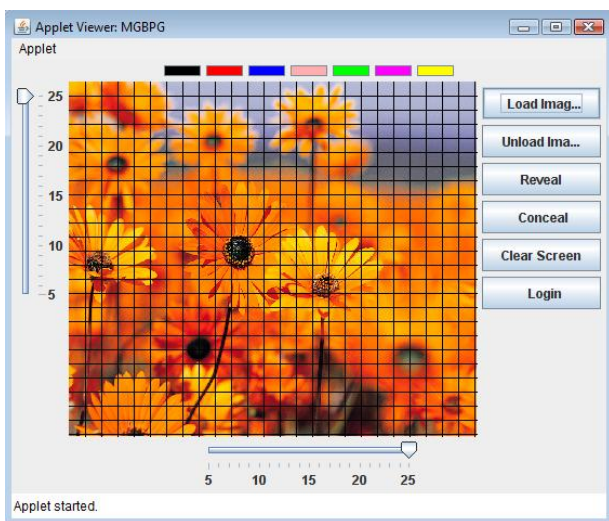 Applet Viewer: MGBPG
Applet
25
20
15
10
5
Load Imag...
Unload Ima...
Reveal
Conceal
Clear Screen
Login
5 10 15 20 25
Applet started.